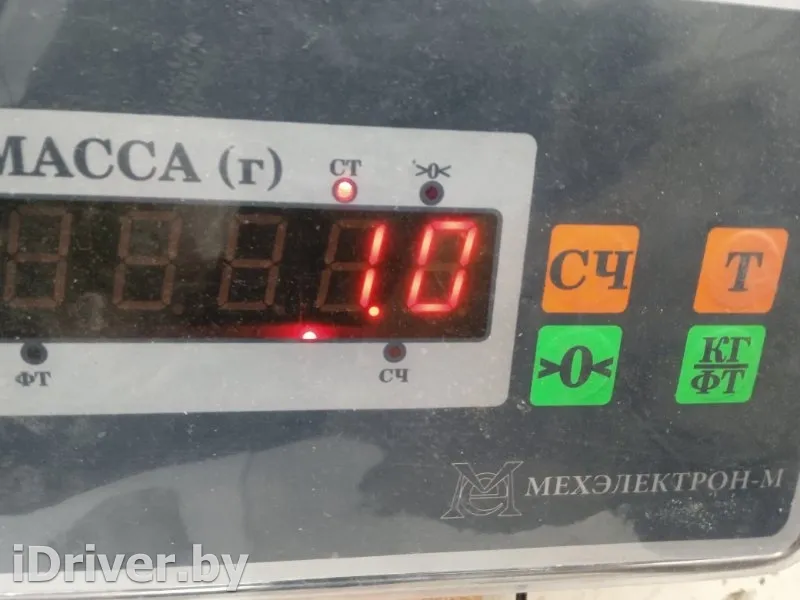 МАССА (г)
СТ
>0<
1.0
ФТ
СЧ
СЧ
Т
>0<
КГ
ФТ
МЕХЭЛЕКТРОН-М
iDriver.by